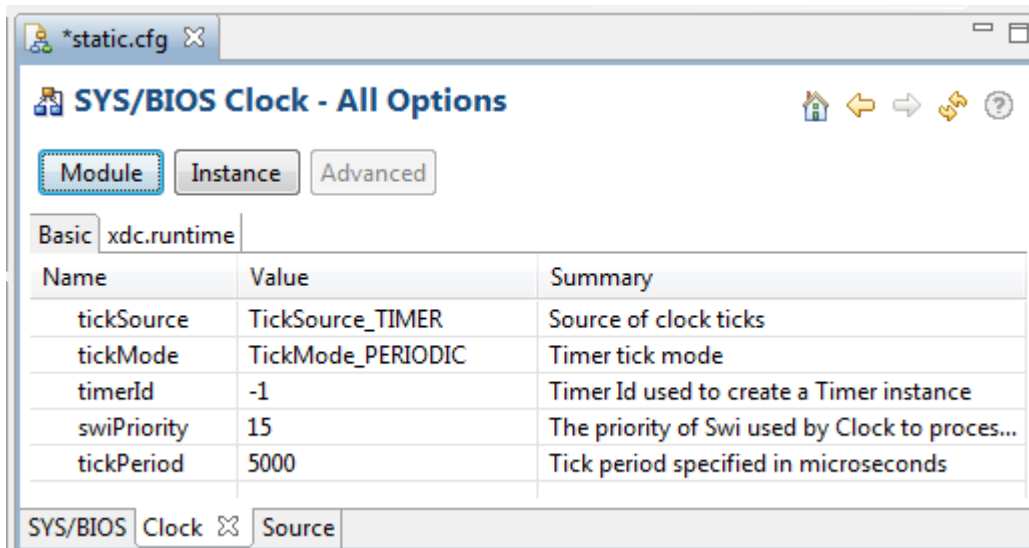 *static.cfg
SYS/BIOS Clock - All Options
Module Instance Advanced
Basic xdc.runtime
Name Value Summary
tickSource TickSource_TIMER Source of clock ticks
tickMode TickMode_PERIODIC Timer tick mode
timerId -1 Timer Id used to create a Timer instance
swiPriority 15 The priority of Swi used by Clock to proces...
tickPeriod 5000 Tick period specified in microseconds
SYS/BIOS Clock Source